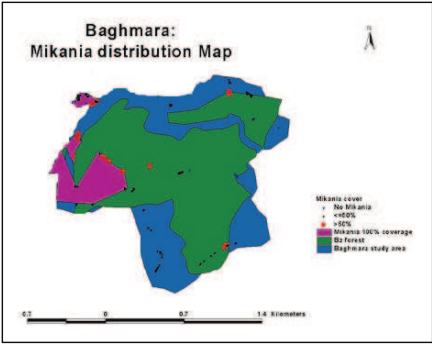 Baghmara:
Mikania distribution Map
N
Mikania cover
No Mikania
<=50%
>50%
Mikania 100% coverage
Ba forest
Baghmara study area
0.7 0 0.7 1.4 Kilometers